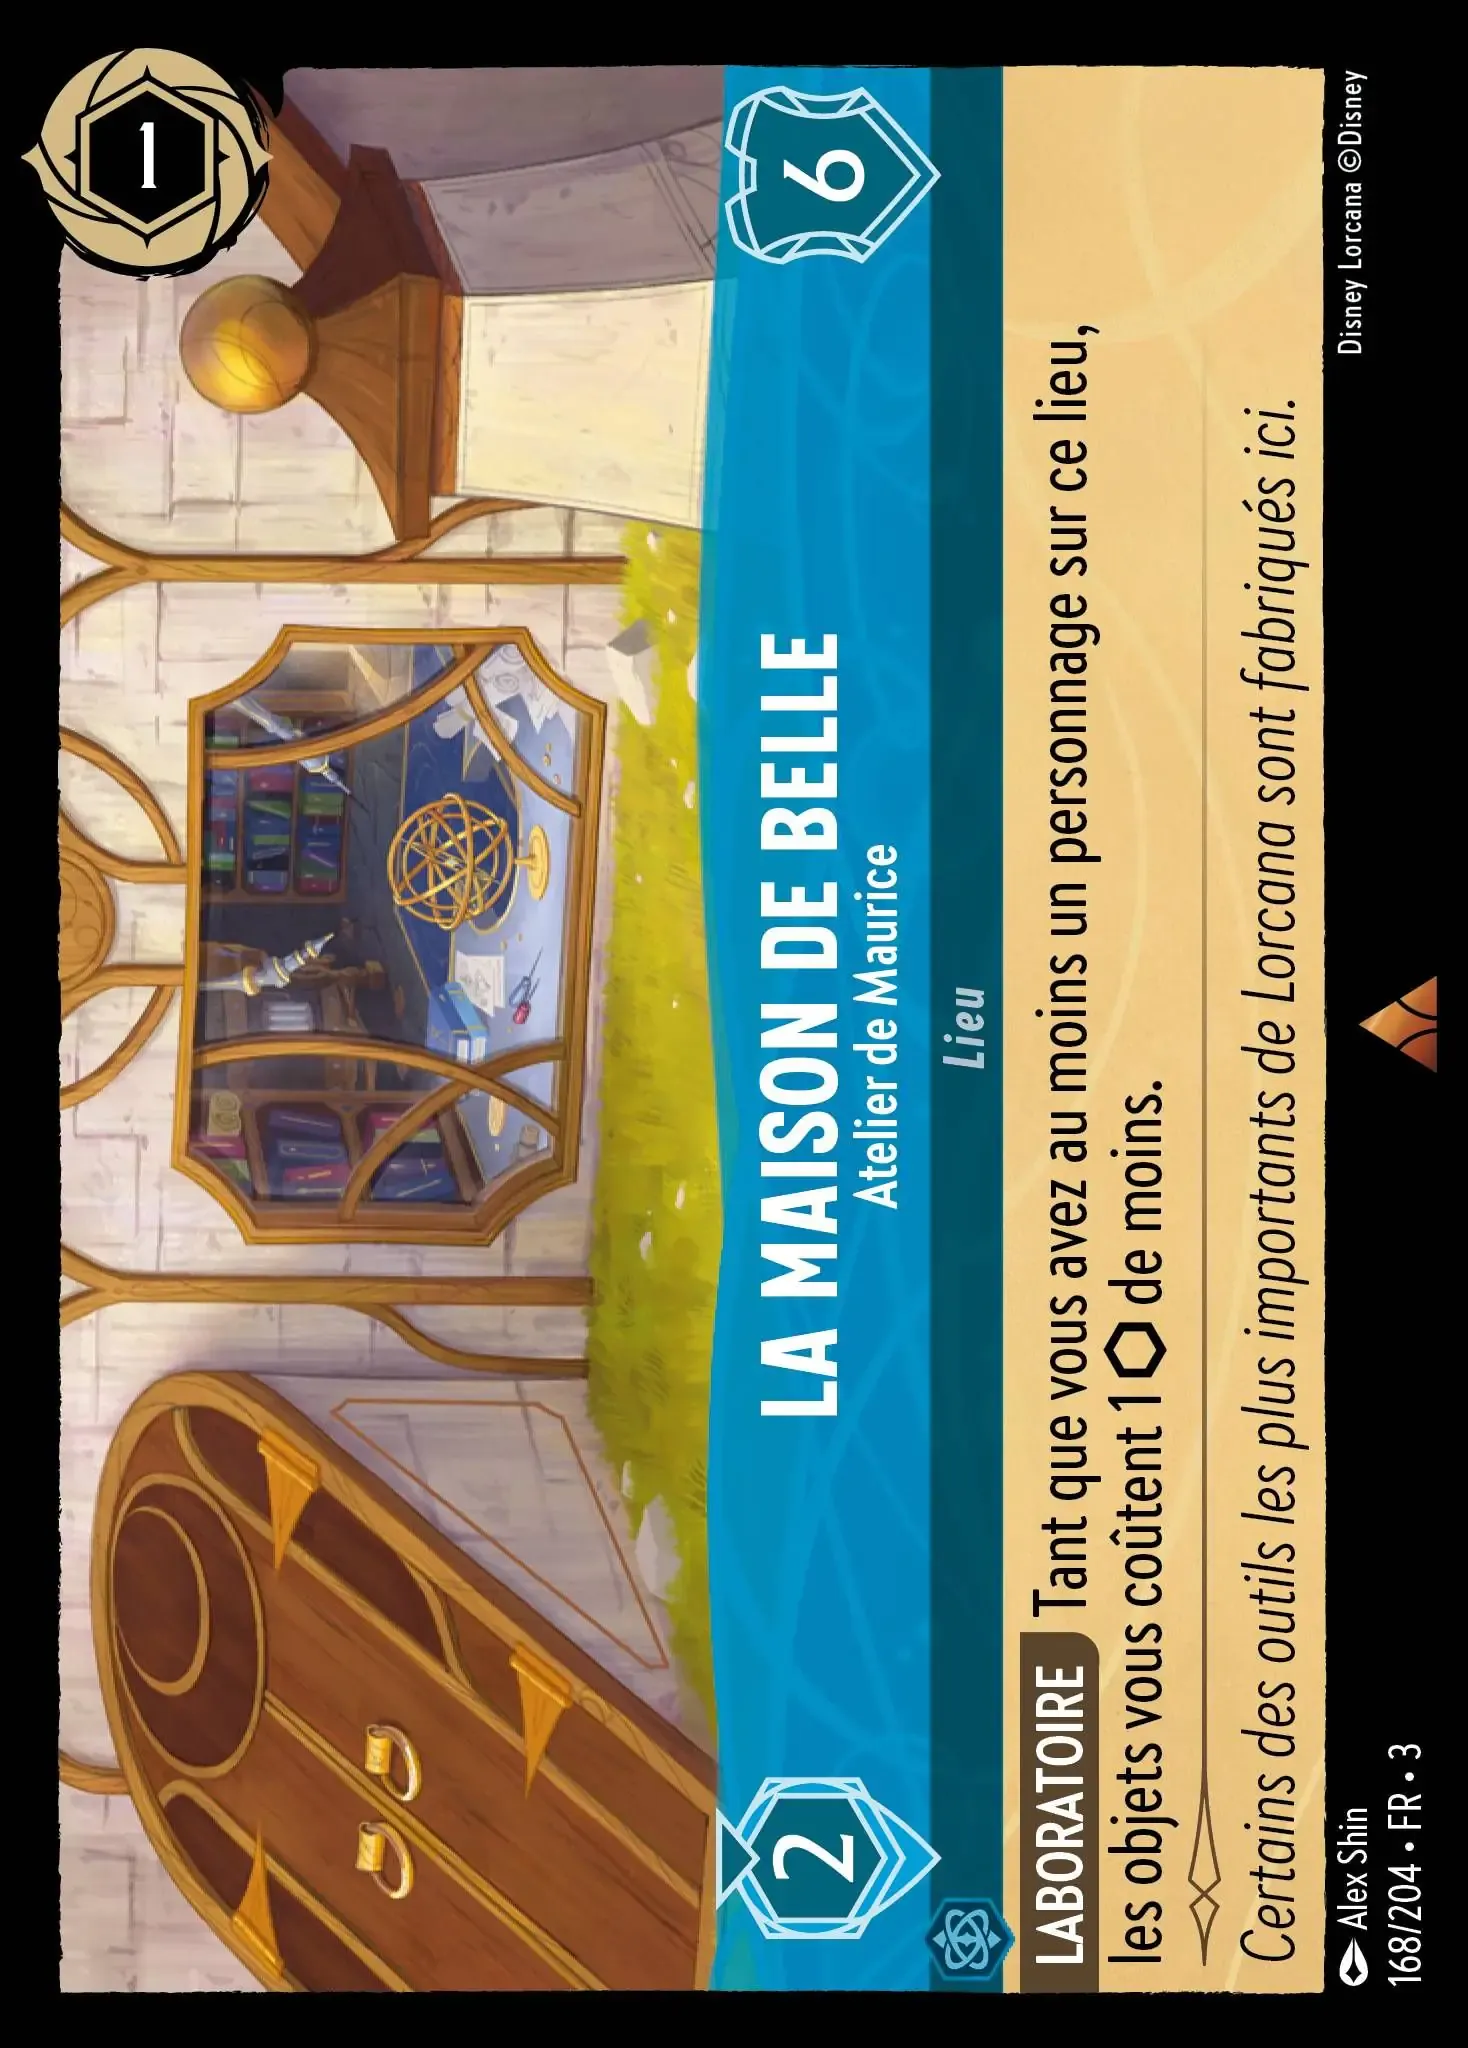 1
LA MAISON DE BELLE
Atelier de Maurice
2
6
Lieu
LABORATOIRE Tant que vous avez au moins un personnage sur ce lieu,
les objets vous coûtent 1 ⬡ de moins.
Certains des outils les plus importants de Lorcana sont fabriqués ici.
Alex Shin
168/204 • FR • 3
Disney Lorcana ©Disney